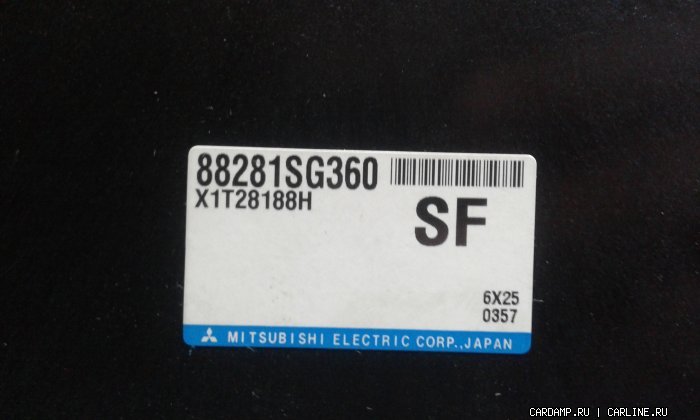 88281SG360
X1T28188H
SF
6X25
0357
MITSUBISHI ELECTRIC CORP.,JAPAN
CARDAMP.RU | CARLINE.RU